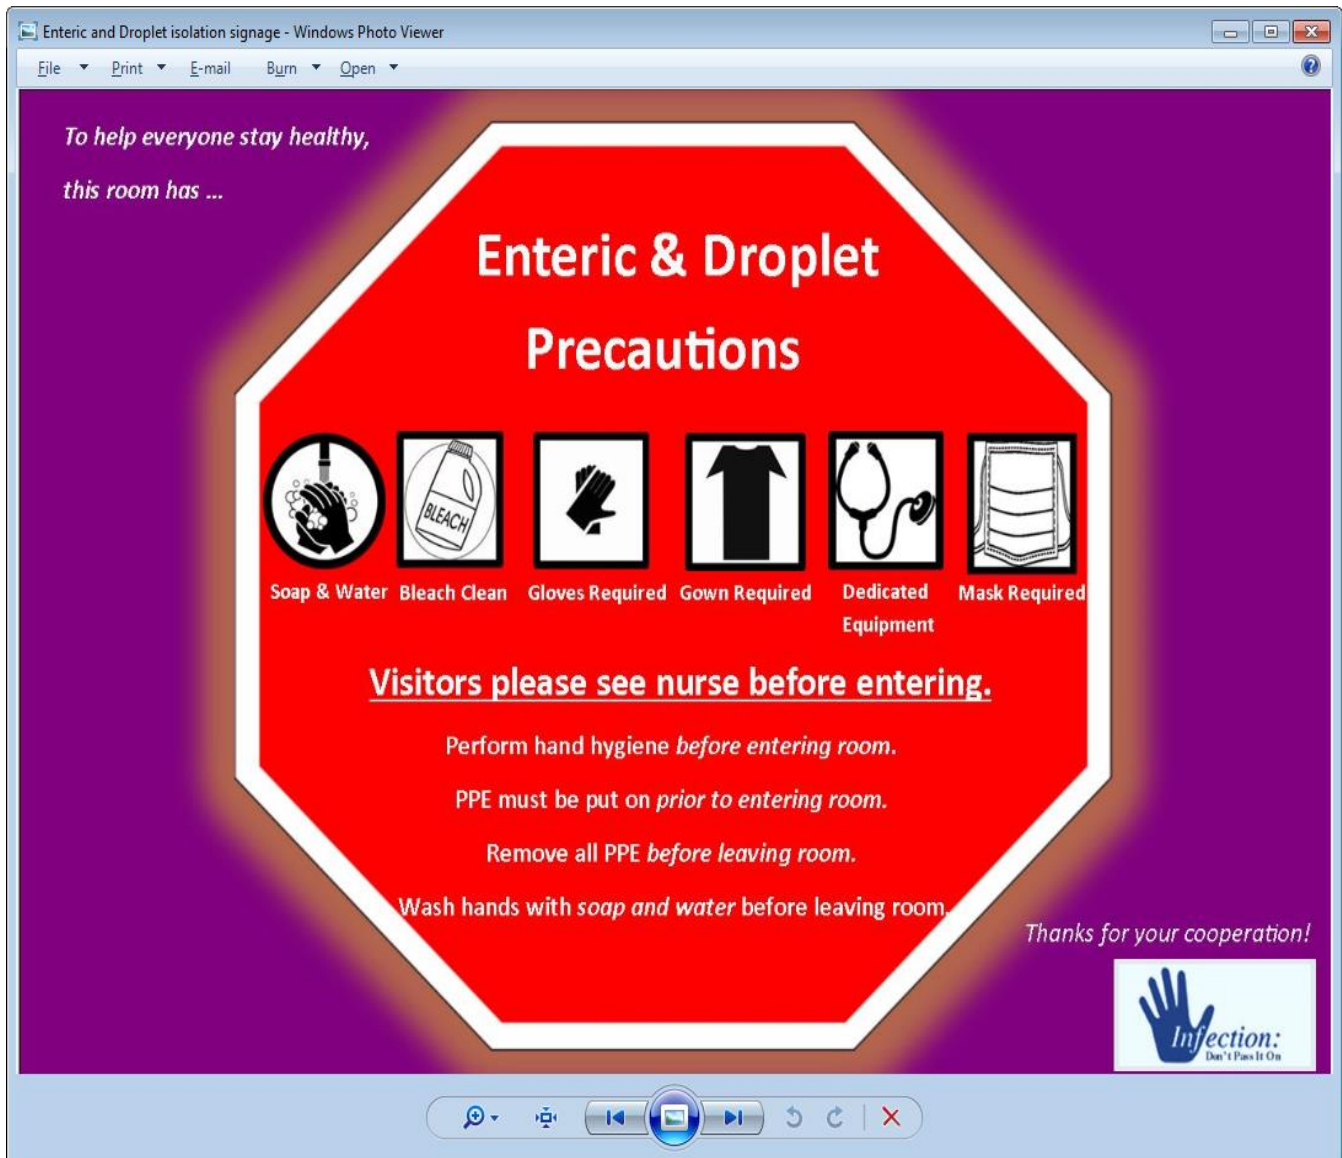 Enteric and Droplet isolation signage - Windows Photo Viewer
File Print E-mail Burn Open
To help everyone stay healthy,
this room has ...
Enteric & Droplet
Precautions
BLEACH
Soap & Water Bleach Clean Gloves Required Gown Required Dedicated Equipment Mask Required
Visitors please see nurse before entering.
Perform hand hygiene before entering room.
PPE must be put on prior to entering room.
Remove all PPE before leaving room.
Wash hands with soap and water before leaving room.
Thanks for your cooperation!
Infection:
Don't Pass It On